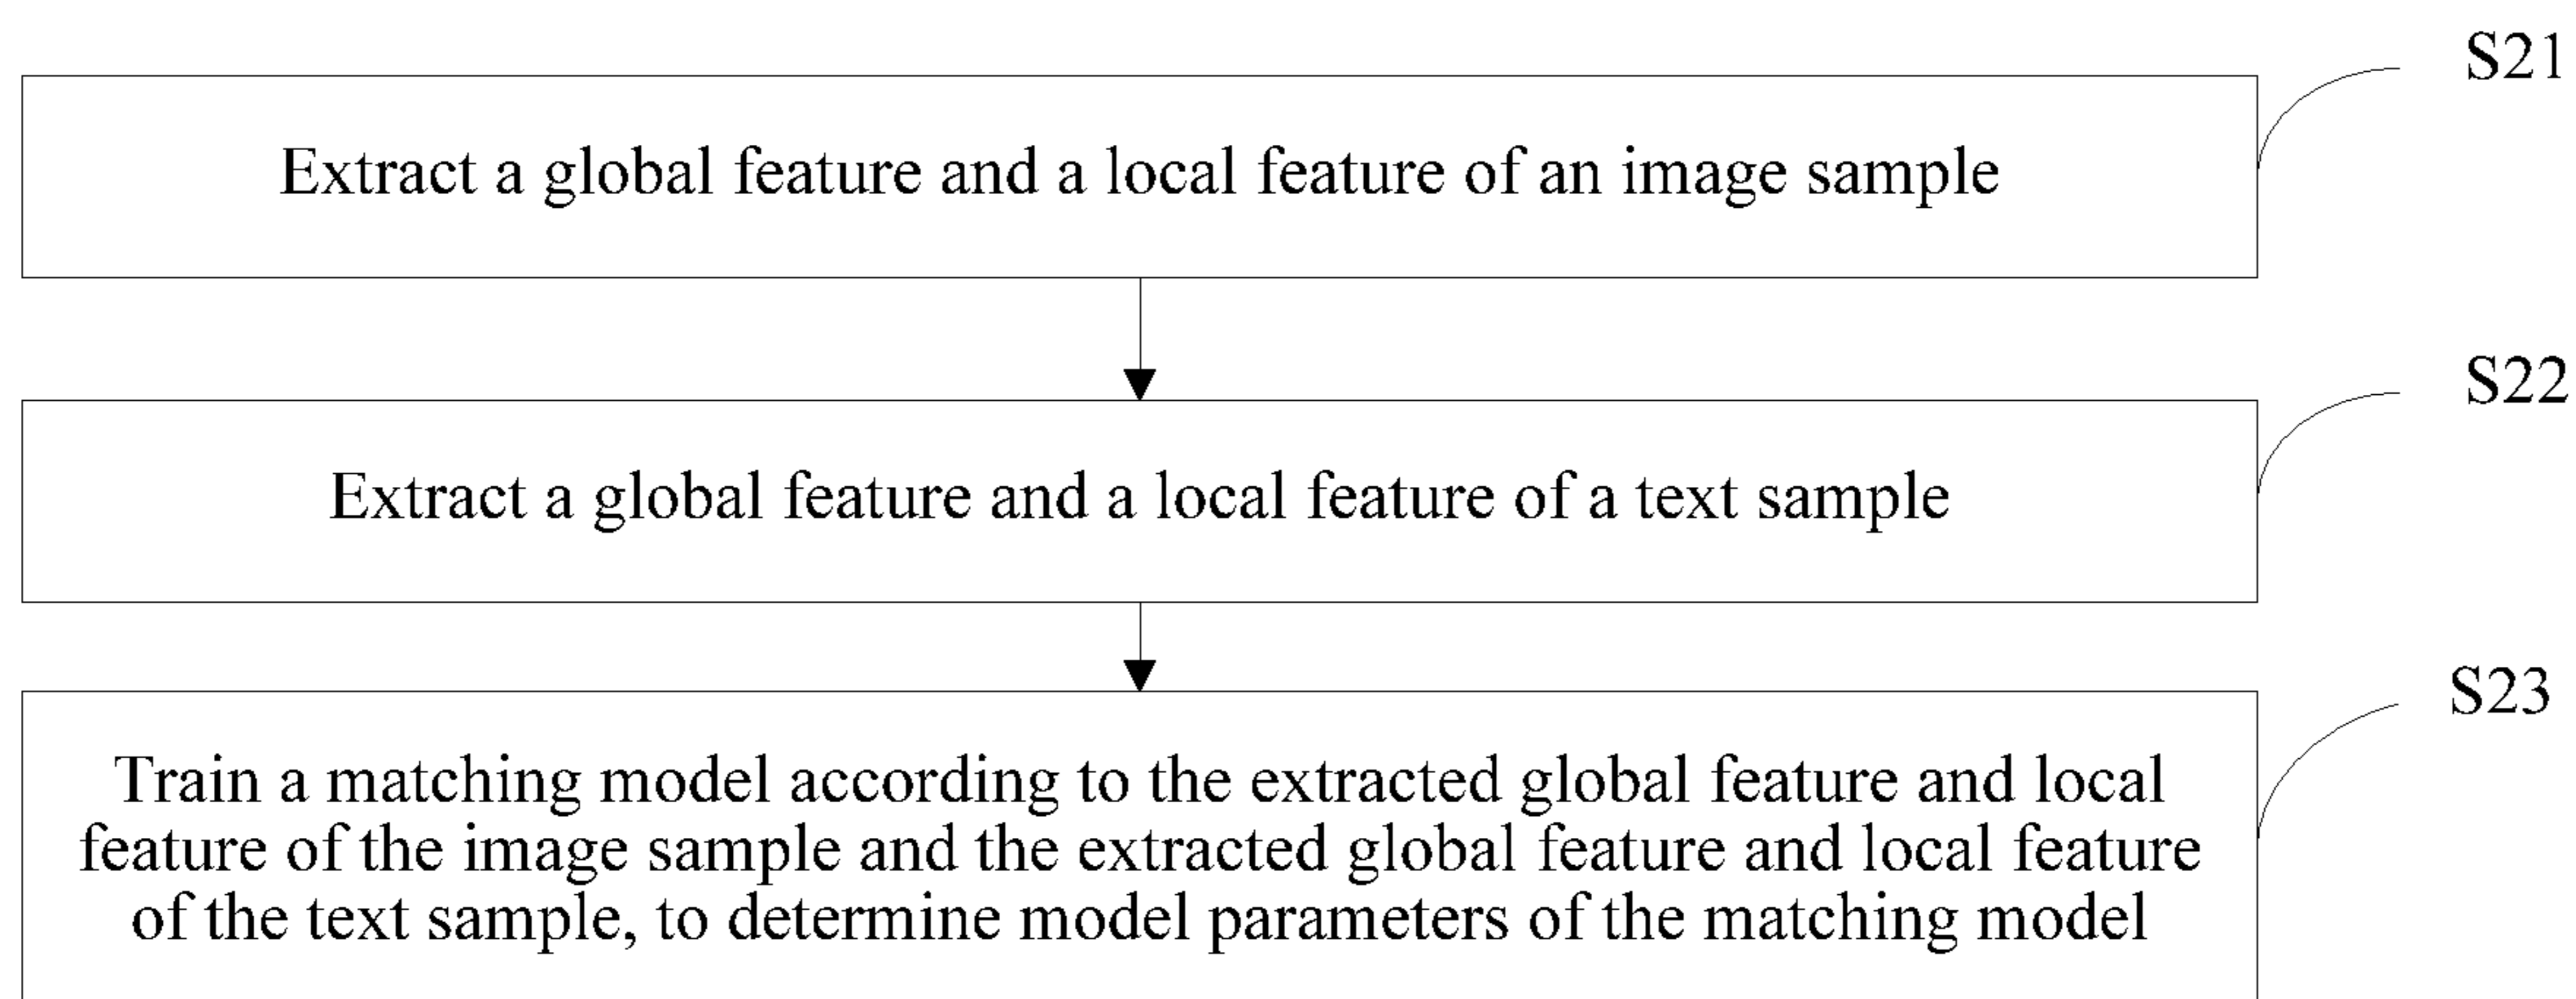 S21
Extract a global feature and a local feature of an image sample
S22
Extract a global feature and a local feature of a text sample
S23
Train a matching model according to the extracted global feature and local
feature of the image sample and the extracted global feature and local feature
of the text sample, to determine model parameters of the matching model